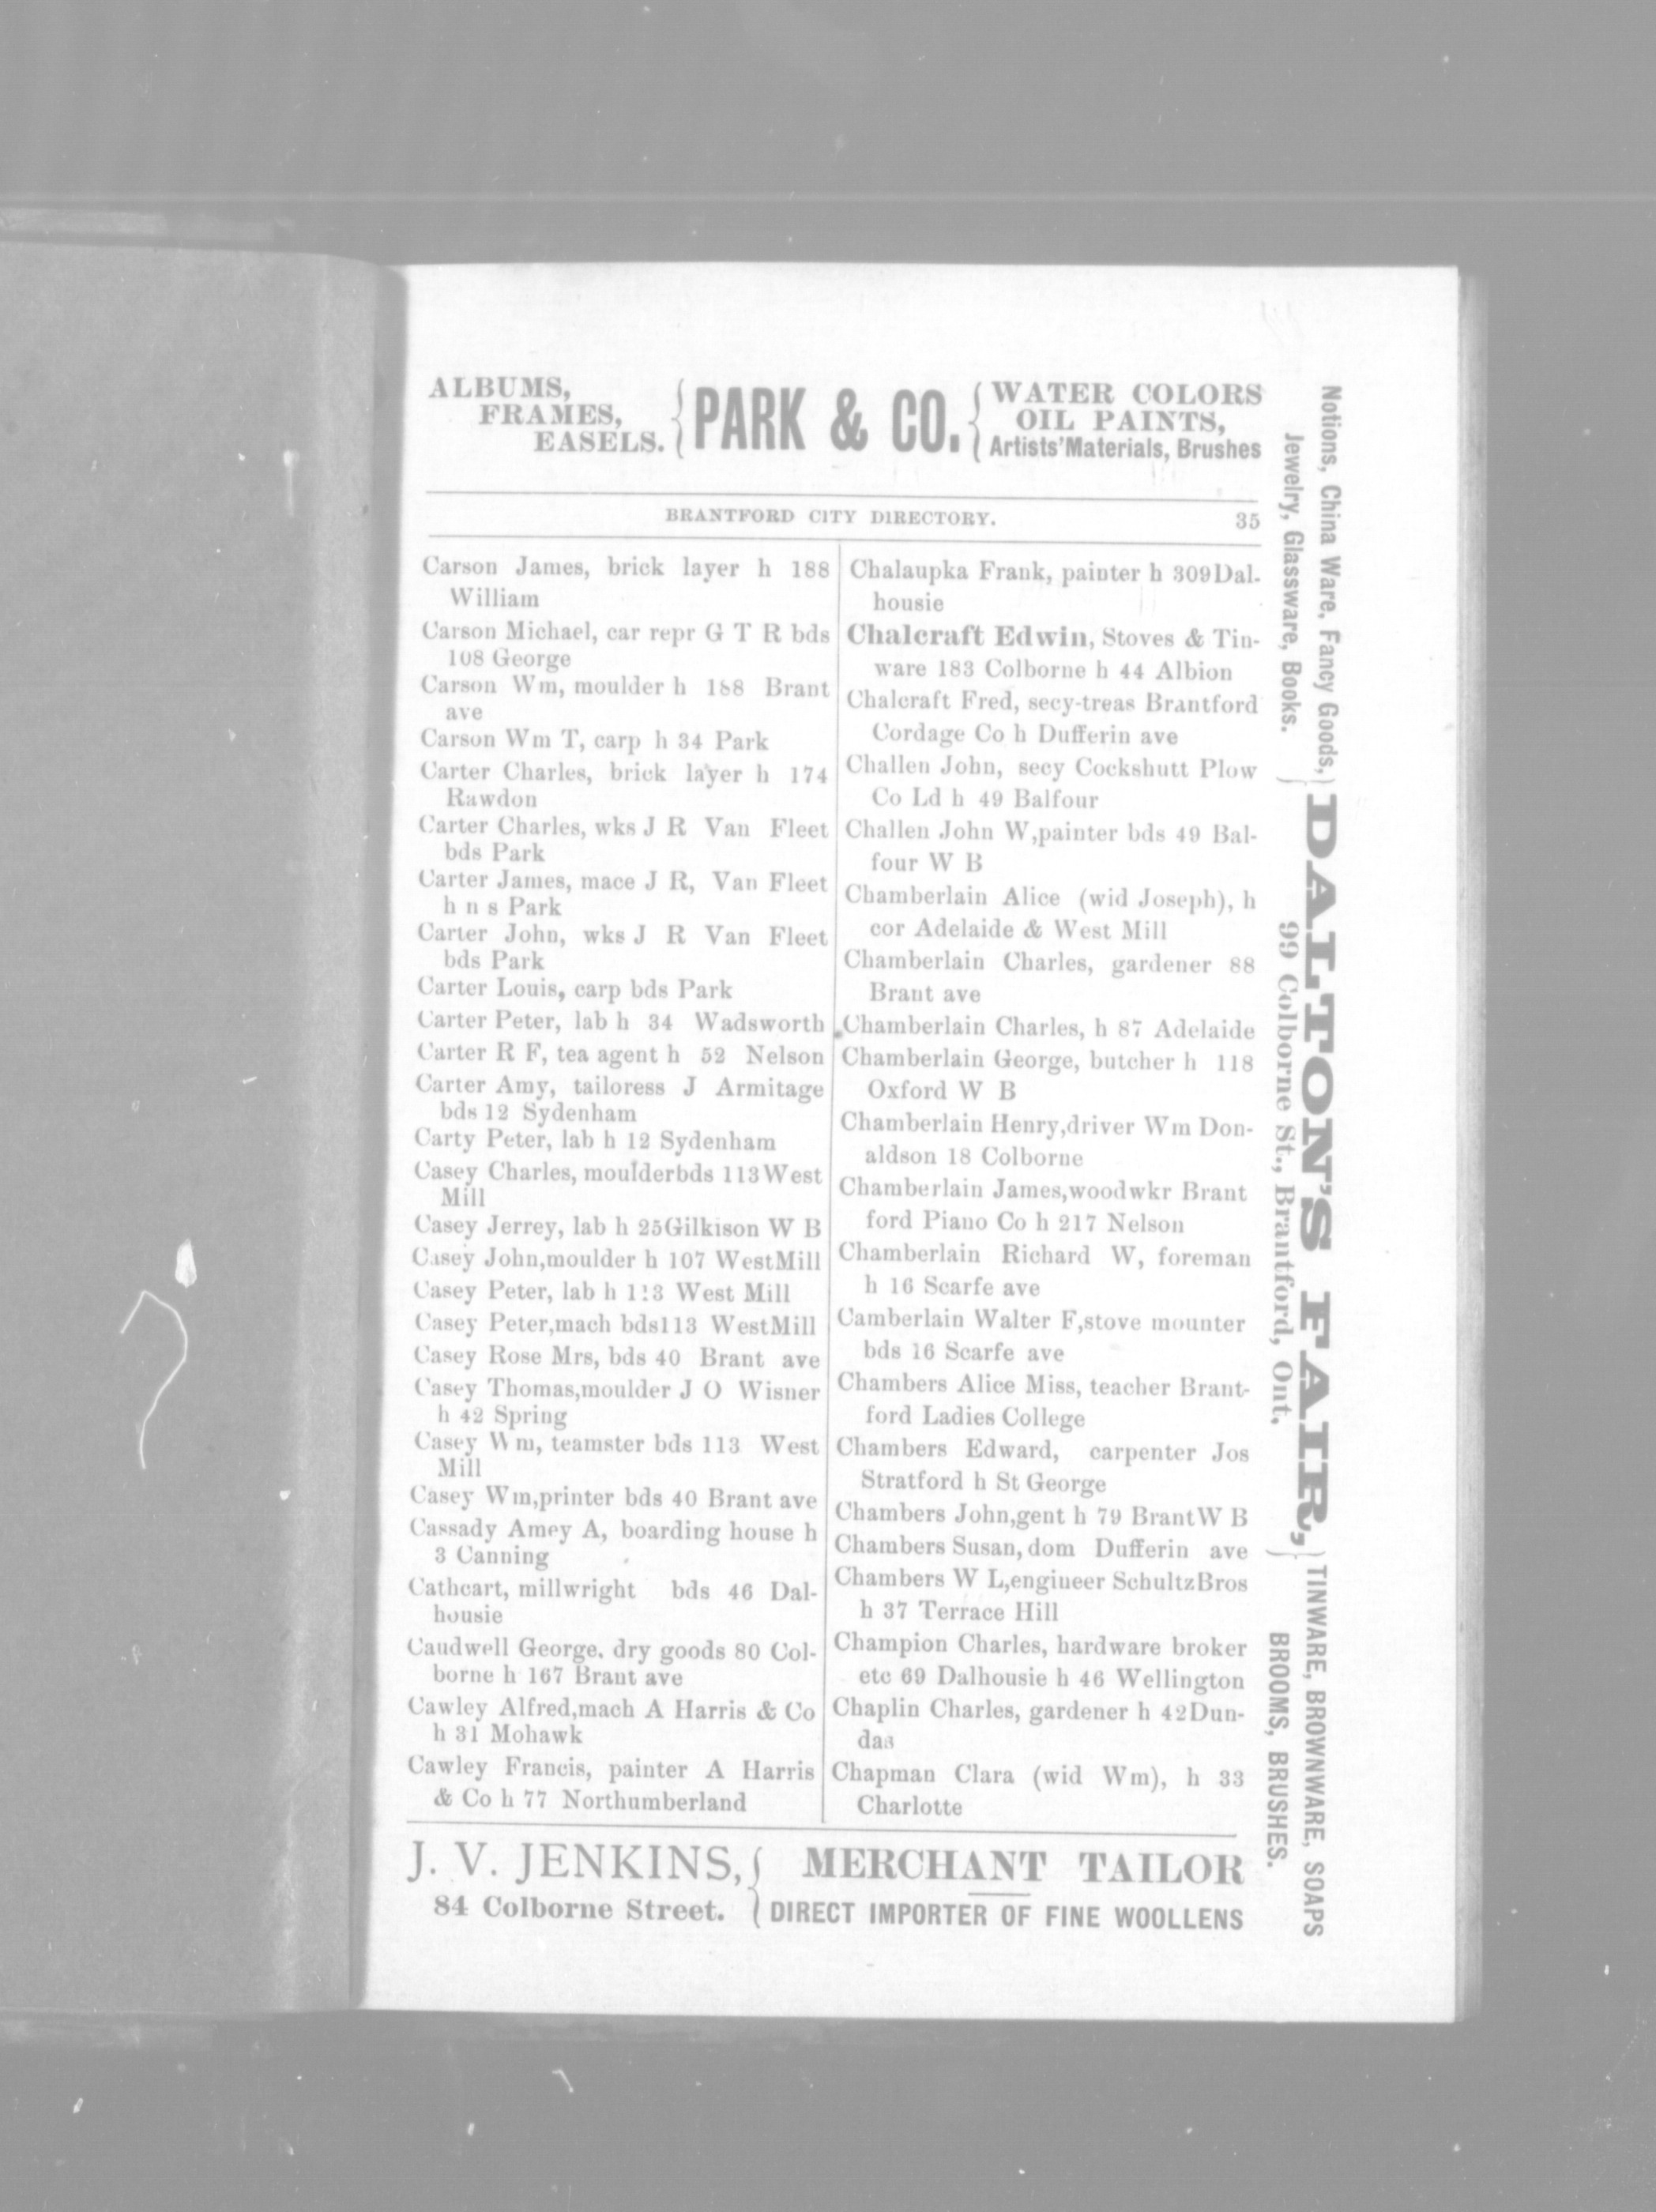 ALBUMS,
FRAMES,
EASELS.
PARK & CO.
WATER COLORS
OIL PAINTS,
Artists' Materials, Brushes
BRANTFORD CITY DIRECTORY. 35
Carson James, brick layer h 188
William
Carson Michael, car repr G T R bds
108 George
Carson Wm, moulder h 188 Brant
ave
Carson Wm T, carp h 34 Park
Carter Charles, brick layer h 174
Rawdon
Carter Charles, wks J R Van Fleet
bds Park
Carter James, mace J R, Van Fleet
h n s Park
Carter John, wks J R Van Fleet
bds Park
Carter Louis, carp bds Park
Carter Peter, lab h 34 Wadsworth
Carter R F, tea agent h 52 Nelson
Carter Amy, tailoress J Armitage
bds 12 Sydenham
Carty Peter, lab h 12 Sydenham
Casey Charles, moulderbds 113 West
Mill
Casey Jerrey, lab h 25Gilkison W B
Casey John,moulder h 107 WestMill
Casey Peter, lab h 113 West Mill
Casey Peter,mach bds113 WestMill
Casey Rose Mrs, bds 40 Brant ave
Casey Thomas,moulder J O Wisner
h 42 Spring
Casey Wm, teamster bds 113 West
Mill
Casey Wm,printer bds 40 Brant ave
Cassady Amey A, boarding house h
3 Canning
Cathcart, millwright bds 46 Dal-
housie
Caudwell George. dry goods 80 Col-
borne h 167 Brant ave
Cawley Alfred,mach A Harris & Co
h 31 Mohawk
Cawley Francis, painter A Harris
& Co h 77 Northumberland
Chalaupka Frank, painter h 309Dal-
housie
Chalcraft Edwin, Stoves & Tin-
ware 183 Colborne h 44 Albion
Chalcraft Fred, secy-treas Brantford
Cordage Co h Dufferin ave
Challen John, secy Cockshutt Plow
Co Ld h 49 Balfour
Challen John W,painter bds 49 Bal-
four W B
Chamberlain Alice (wid Joseph), h
cor Adelaide & West Mill
Chamberlain Charles, gardener 88
Brant ave
Chamberlain Charles, h 87 Adelaide
Chamberlain George, butcher h 118
Oxford W B
Chamberlain Henry,driver Wm Don-
aldson 18 Colborne
Chamberlain James,woodwkr Brant
ford Piano Co h 217 Nelson
Chamberlain Richard W, foreman
h 16 Scarfe ave
Camberlain Walter F,stove mounter
bds 16 Scarfe ave
Chambers Alice Miss, teacher Brant-
ford Ladies College
Chambers Edward, carpenter Jos
Stratford h St George
Chambers John,gent h 79 BrantW B
Chambers Susan, dom Dufferin ave
Chambers W L,engineer SchultzBros
h 37 Terrace Hill
Champion Charles, hardware broker
etc 69 Dalhousie h 46 Wellington
Chaplin Charles, gardener h 42Dun-
das
Chapman Clara (wid Wm), h 33
Charlotte
Notions, China Ware, Fancy Goods,
Jewelry, Glassware, Books.
DALTON'S FAIR,
99 Colborne St., Brantford, Ont.
TINWARE, BROWNWARE, SOAPS
BROOMS, BRUSHES.
J. V. JENKINS,
84 Colborne Street.
MERCHANT TAILOR
DIRECT IMPORTER OF FINE WOOLLENS